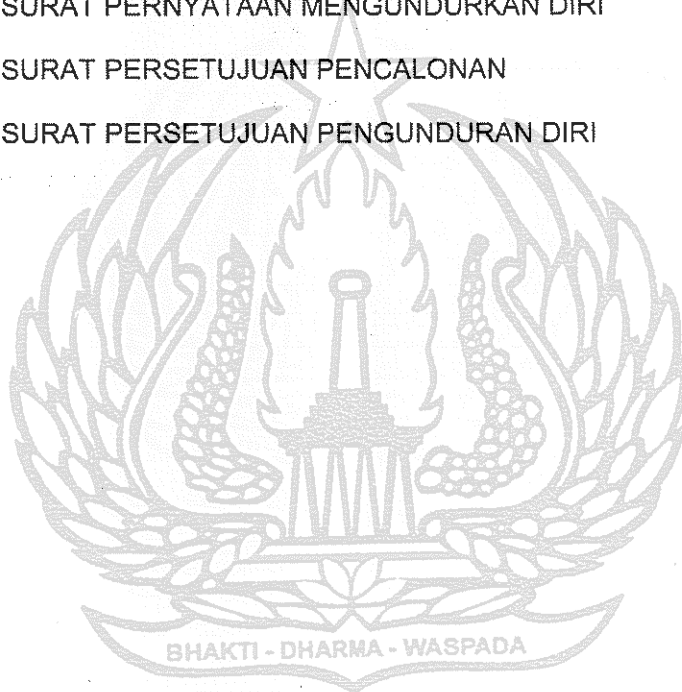 SURAT PERNYATAAN MENGUNDURKAN DIRI
SURAT PERSETUJUAN PENCALONAN
SURAT PERSETUJUAN PENGUNDURAN DIRI
BHAKTI - DHARMA - WASPADA